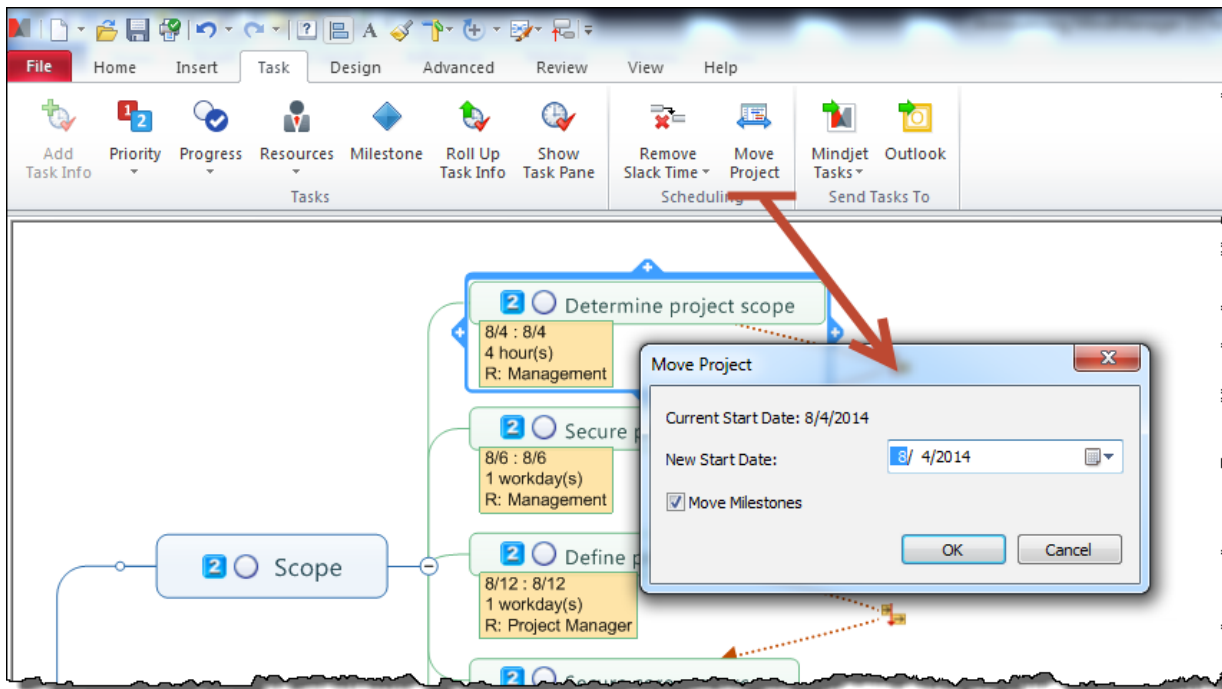 File Home Insert Task Design Advanced Review View Help
Add Task Info
Priority
Progress
Resources
Milestone
Roll Up Task Info
Show Task Pane
Remove Slack Time
Move Project
Mindjet Tasks
Outlook
Tasks
Scheduling
Send Tasks To
2 Determine project scope
8/4 : 8/4
4 hour(s)
R: Management
2 Secure
8/6 : 8/6
1 workday(s)
R: Management
2 Scope
2 Define
8/12 : 8/12
1 workday(s)
R: Project Manager
2
Move Project
Current Start Date: 8/4/2014
New Start Date: 8/ 4/2014
Move Milestones
OK Cancel